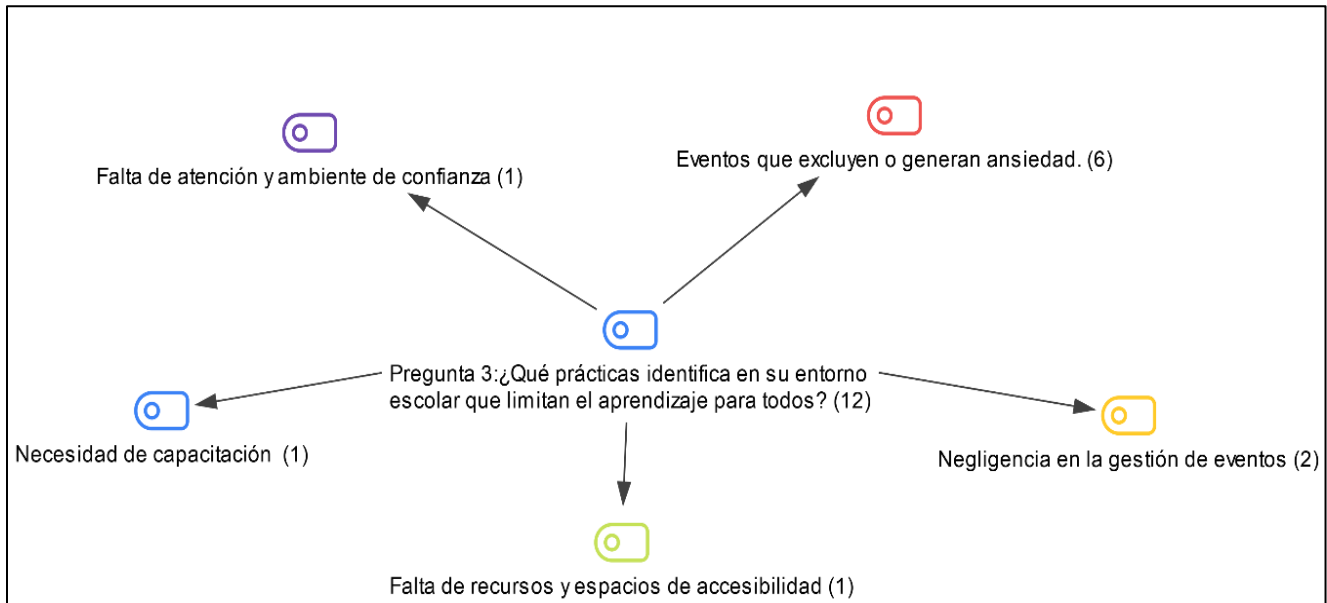 Eventos que excluyen o generan ansiedad. (6)
Falta de atención y ambiente de confianza (1)
Pregunta 3:¿Qué prácticas identifica en su entorno
escolar que limitan el aprendizaje para todos? (12)
Necesidad de capacitación (1)
Negligencia en la gestión de eventos (2)
Falta de recursos y espacios de accesibilidad (1)